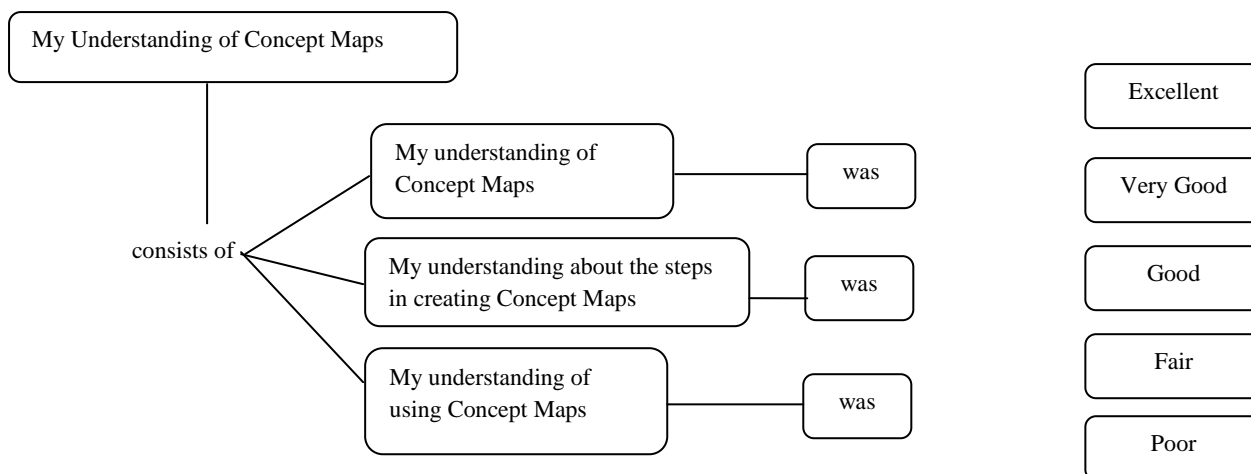 My Understanding of Concept Maps
consists of
My understanding of
Concept Maps
was
My understanding about the steps
in creating Concept Maps
was
My understanding of
using Concept Maps
was
Excellent
Very Good
Good
Fair
Poor